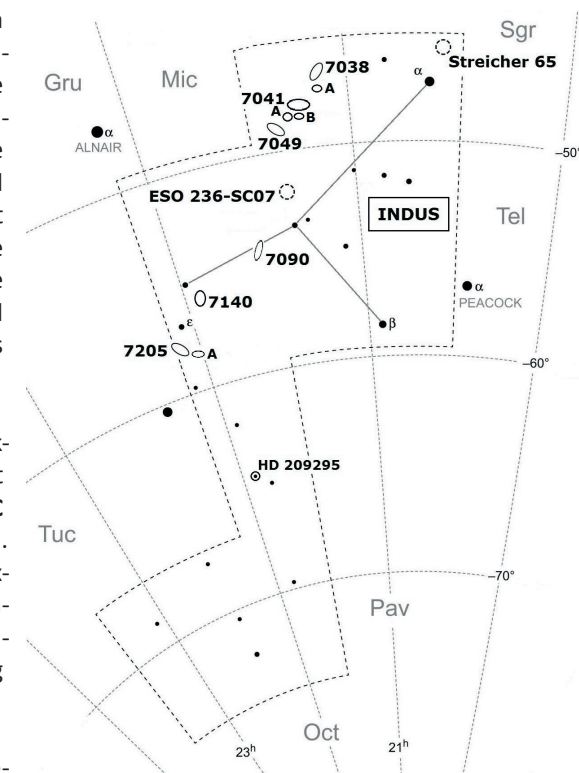 Sgr
Streicher 65
α
Gru
Mic
7038
A
7041
A
B
7049
α
ALNAIR
–50°
ESO 236-SC07
INDUS
Tel
7090
α
PEACOCK
7140
ε
β
7205
A
–60°
HD 209295
Tuc
–70°
Pav
Oct
23h
21h